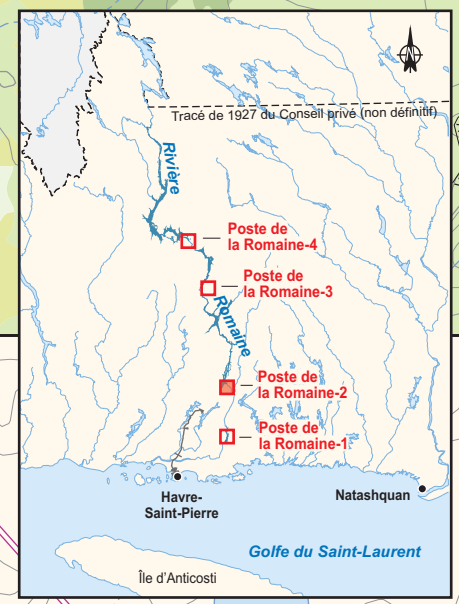 N
Tracé de 1927 du Conseil privé (non définitif)
Rivière
Poste de
la Romaine-4
Poste de
la Romaine-3
Romaine
Poste de
la Romaine-2
Poste de
la Romaine-1
Havre-
Saint-Pierre
Natashquan
Golfe du Saint-Laurent
Île d'Anticosti